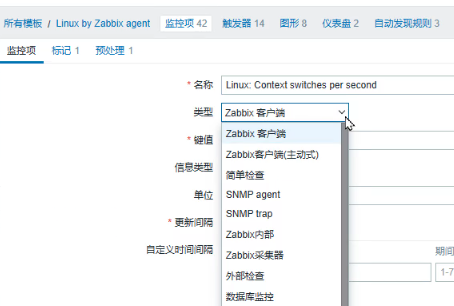 所有模板 / Linux by Zabbix agent 监控项 42 触发器 14 图形 8 仪表盘 2 自动发现规则 3
监控项 标记 1 预处理 1
* 名称 Linux: Context switches per second
类型 Zabbix 客户端
Zabbix 客户端
* 键值
Zabbix客户端(主动式)
信息类型
简单检查
单位 SNMP agent
* 更新间隔 SNMP trap
Zabbix内部
自定义时间间隔 Zabbix采集器 期间
外部检查 1-7
数据库监控